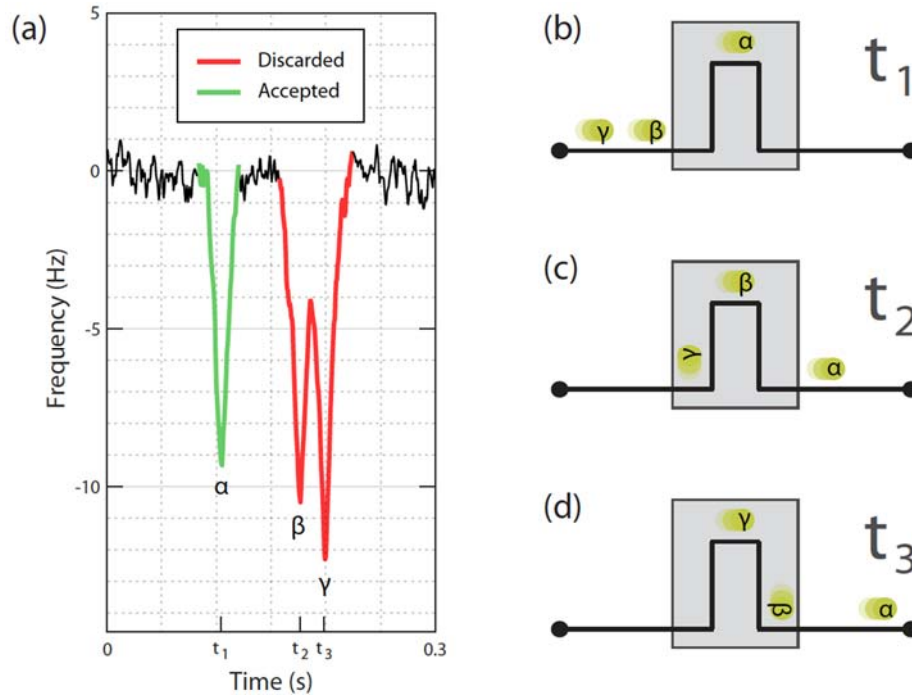 (a)
5
0
-5
-10
Frequency (Hz)
Discarded
Accepted
α
β
γ
0
t1
t2
t3
0.3
Time (s)
(b)
α
γ
β
t1
(c)
β
γ
α
t2
(d)
γ
β
α
t3